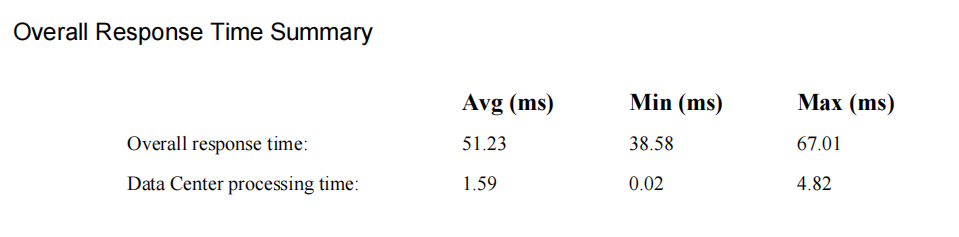 Overall Response Time Summary
Avg (ms) Min (ms) Max (ms)
Overall response time: 51.23 38.58 67.01
Data Center processing time: 1.59 0.02 4.82